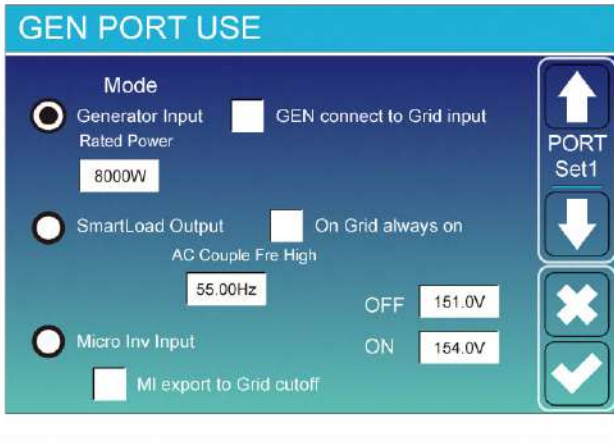 GEN PORT USE
Mode
Generator Input GEN connect to Grid input
Rated Power
8000W
PORT
Set1
SmartLoad Output On Grid always on
AC Couple Fre High
55.00Hz
OFF 151.0V
Micro Inv Input ON 154.0V
MI export to Grid cutoff